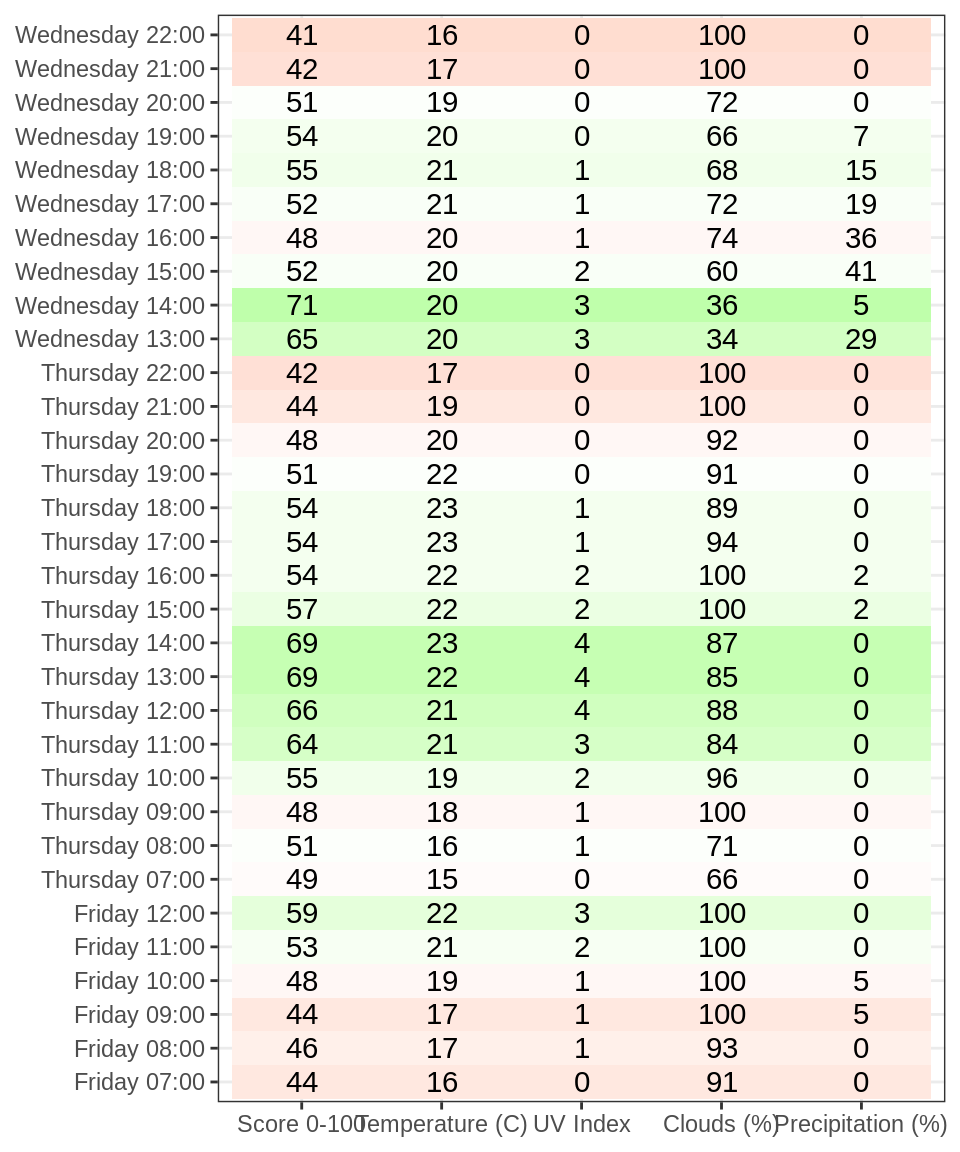 Wednesday 22:00 41 16 0 100 0
Wednesday 21:00 42 17 0 100 0
Wednesday 20:00 51 19 0 72 0
Wednesday 19:00 54 20 0 66 7
Wednesday 18:00 55 21 1 68 15
Wednesday 17:00 52 21 1 72 19
Wednesday 16:00 48 20 1 74 36
Wednesday 15:00 52 20 2 60 41
Wednesday 14:00 71 20 3 36 5
Wednesday 13:00 65 20 3 34 29
Thursday 22:00 42 17 0 100 0
Thursday 21:00 44 19 0 100 0
Thursday 20:00 48 20 0 92 0
Thursday 19:00 51 22 0 91 0
Thursday 18:00 54 23 1 89 0
Thursday 17:00 54 23 1 94 0
Thursday 16:00 54 22 2 100 2
Thursday 15:00 57 22 2 100 2
Thursday 14:00 69 23 4 87 0
Thursday 13:00 69 22 4 85 0
Thursday 12:00 66 21 4 88 0
Thursday 11:00 64 21 3 84 0
Thursday 10:00 55 19 2 96 0
Thursday 09:00 48 18 1 100 0
Thursday 08:00 51 16 1 71 0
Thursday 07:00 49 15 0 66 0
Friday 12:00 59 22 3 100 0
Friday 11:00 53 21 2 100 0
Friday 10:00 48 19 1 100 5
Friday 09:00 44 17 1 100 5
Friday 08:00 46 17 1 93 0
Friday 07:00 44 16 0 91 0
Score 0-100 Temperature (C) UV Index Clouds (%) Precipitation (%)